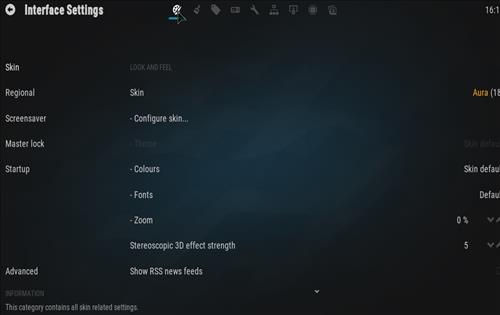 Interface Settings
16:1
Skin
LOOK AND FEEL
Regional
Skin
Aura (18
Screensaver
- Configure skin...
Master lock
- Theme
Skin defau
Startup
- Colours
Skin defaul
- Fonts
Defaul
- Zoom
0 %
Stereoscopic 3D effect strength
5
Advanced
Show RSS news feeds
INFORMATION
This category contains all skin related settings.